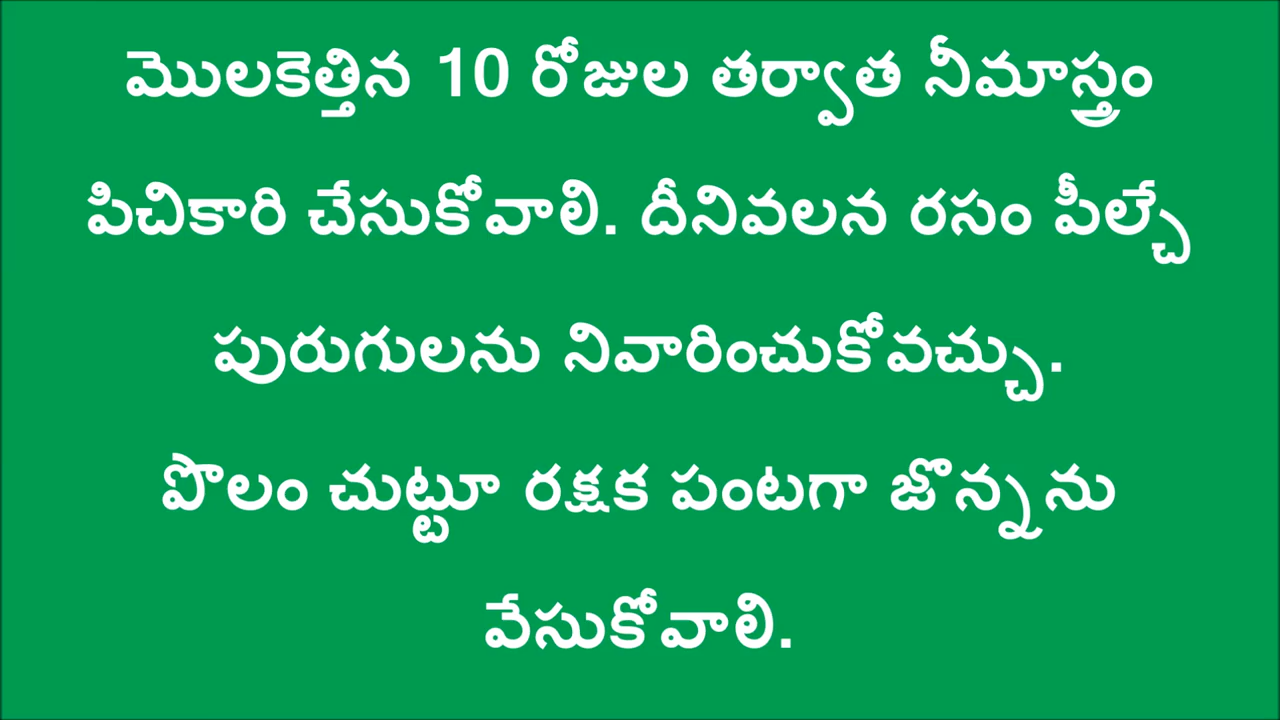 మొలకెత్తిన 10 రోజుల తర్వాత నీమాస్త్రం
పిచికారి చేసుకోవాలి. దీనివలన రసం పీల్చే
పురుగులను నివారించుకోవచ్చు.
పొలం చుట్టూ రక్షక పంటగా జొన్నను
వేసుకోవాలి.